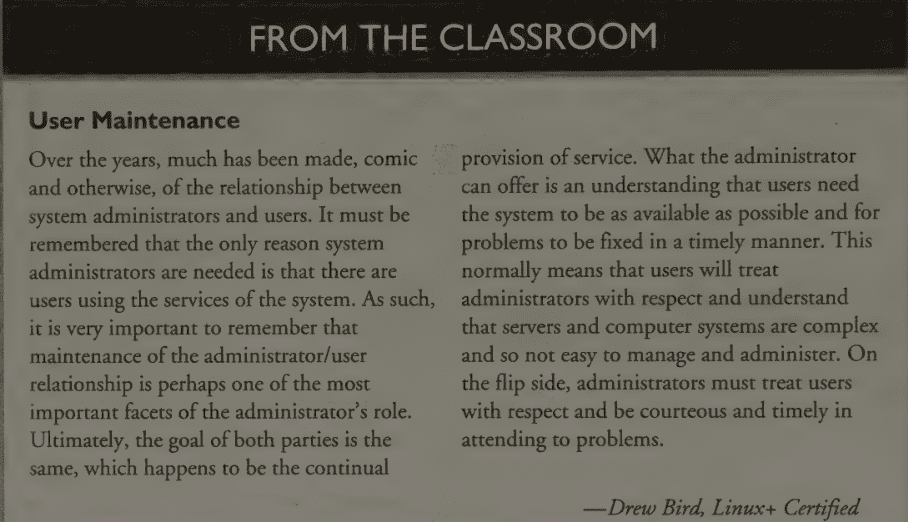 FROM THE CLASSROOM
User Maintenance
Over the years, much has been made, comic
and otherwise, of the relationship between
system administrators and users. It must be
remembered that the only reason system
administrators are needed is that there are
users using the services of the system. As such,
it is very important to remember that
maintenance of the administrator/user
relationship is perhaps one of the most
important facets of the administrator's role.
Ultimately, the goal of both parties is the
same, which happens to be the continual
provision of service. What the administrator
can offer is an understanding that users need
the system to be as available as possible and for
problems to be fixed in a timely manner. This
normally means that users will treat
administrators with respect and understand
that servers and computer systems are complex
and so not easy to manage and administer. On
the flip side, administrators must treat users
with respect and be courteous and timely in
attending to problems.
—Drew Bird, Linux+ Certified